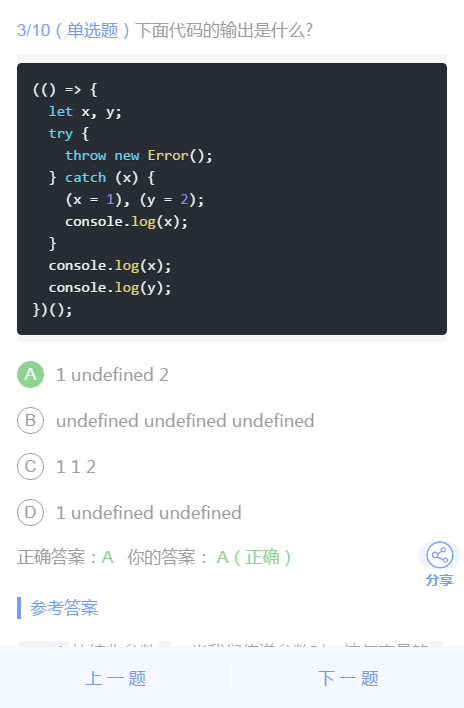 3/10（单选题）下面代码的输出是什么?
(() => {
  let x, y;
  try {
    throw new Error();
  } catch (x) {
    (x = 1), (y = 2);
    console.log(x);
  }
  console.log(x);
  console.log(y);
})();
A 1 undefined 2
B undefined undefined undefined
C 1 1 2
D 1 undefined undefined
正确答案：A 你的答案： A（正确）
分享
参考答案
上一题 下一题